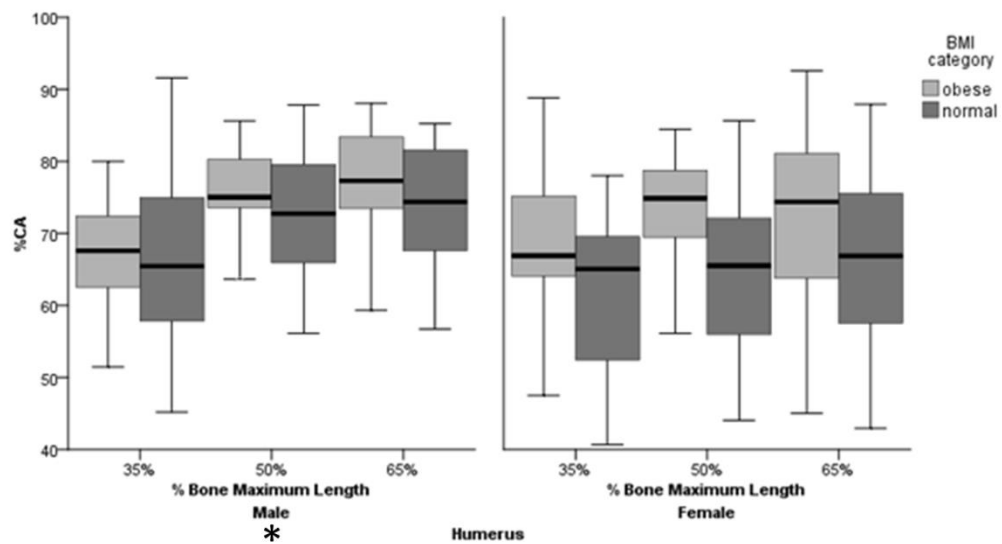 100
90
80
70
60
50
40
%CA
35% 50% 65%
% Bone Maximum Length
Male
*
35% 50% 65%
% Bone Maximum Length
Female
Humerus
BMI
category
obese
normal